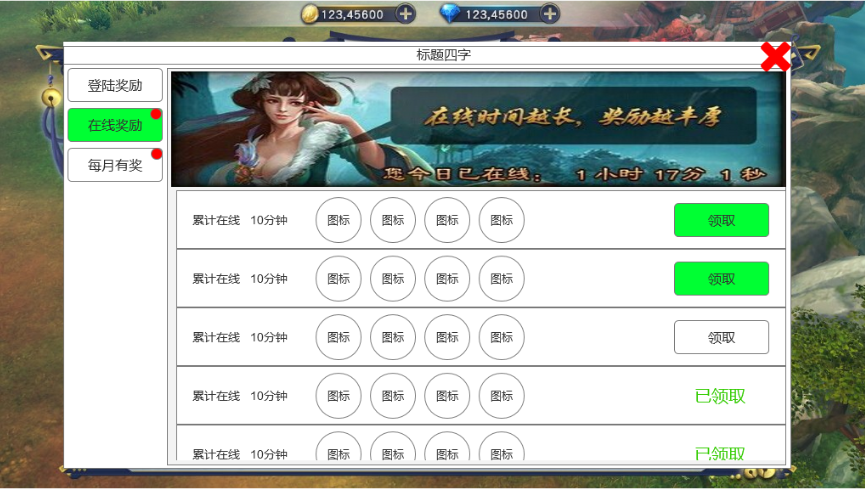 123,45600 123,45600
标题四字
登陆奖励
在线奖励
每月有奖
在线时间越长，奖励越丰厚
您今日已在线： 1 小时 17分 1 秒
累计在线 10分钟 图标 图标 图标 图标 领取
累计在线 10分钟 图标 图标 图标 图标 领取
累计在线 10分钟 图标 图标 图标 图标 领取
累计在线 10分钟 图标 图标 图标 图标 已领取
累计在线 10分钟 图标 图标 图标 图标 已领取